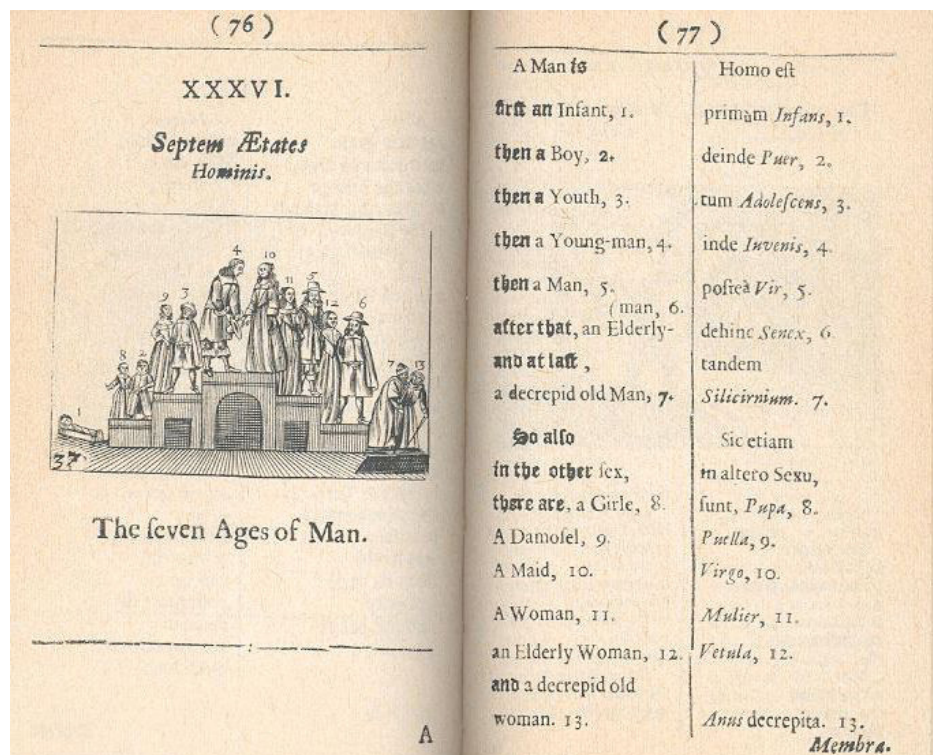 (76)
XXXVI.
Septem Ætates
Hominis.
4 10
9 3 11 5
12 6
8 2
7 13
1
37
The ſeven Ages of Man.
A
(77)
A Man is
firſt an Infant, 1.
then a Boy, 2.
then a Youth, 3.
then a Young-man, 4.
then a Man, 5.
(man, 6.
after that, an Elderly-
and at laſt,
a decrepid old Man, 7.
So alſo
in the other ſex,
there are, a Girle, 8.
A Damoſel, 9.
A Maid, 10.
A Woman, 11.
an Elderly Woman, 12.
and a decrepid old
woman. 13.
Homo eſt
primùm Infans, 1.
deinde Puer, 2.
tum Adoleſcens, 3.
inde Iuvenis, 4.
poſteà Vir, 5.
dehinc Senex, 6.
tandem
Silicirnium. 7.
Sic etiam
in altero Sexu,
ſunt, Pupa, 8.
Puella, 9.
Virgo, 10.
Mulier, 11.
Vetula, 12.
Anus decrepita. 13.
Membra.